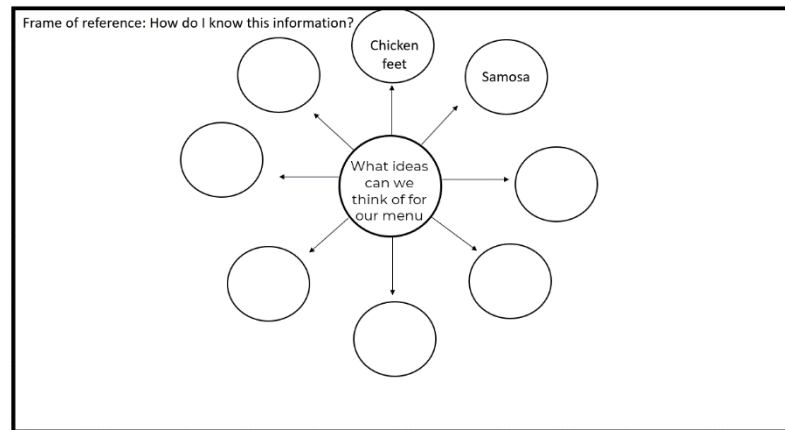 Frame of reference: How do I know this information?
Chicken
feet
Samosa
What ideas
can we
think of for
our menu